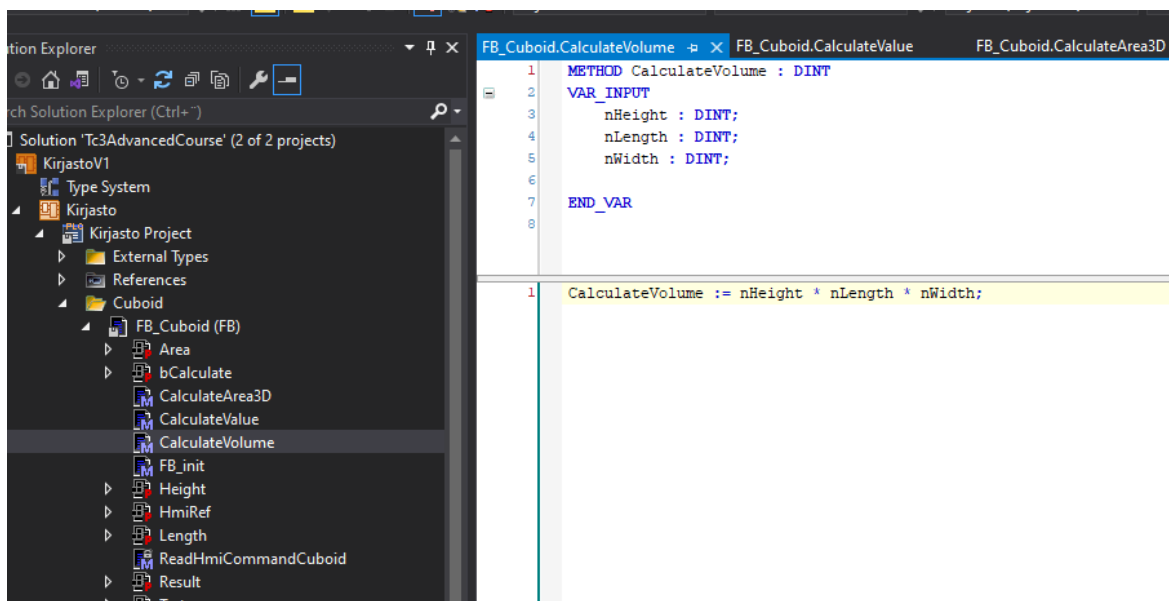 ution Explorer
rch Solution Explorer (Ctrl+¨)
Solution 'Tc3AdvancedCourse' (2 of 2 projects)
KirjastoV1
Type System
Kirjasto
Kirjasto Project
External Types
References
Cuboid
FB_Cuboid (FB)
Area
bCalculate
CalculateArea3D
CalculateValue
CalculateVolume
FB_init
Height
HmiRef
Length
ReadHmiCommandCuboid
Result
FB_Cuboid.CalculateVolume FB_Cuboid.CalculateValue FB_Cuboid.CalculateArea3D
1 METHOD CalculateVolume : DINT
2 VAR_INPUT
3 nHeight : DINT;
4 nLength : DINT;
5 nWidth : DINT;
6
7 END_VAR
8
1 CalculateVolume := nHeight * nLength * nWidth;